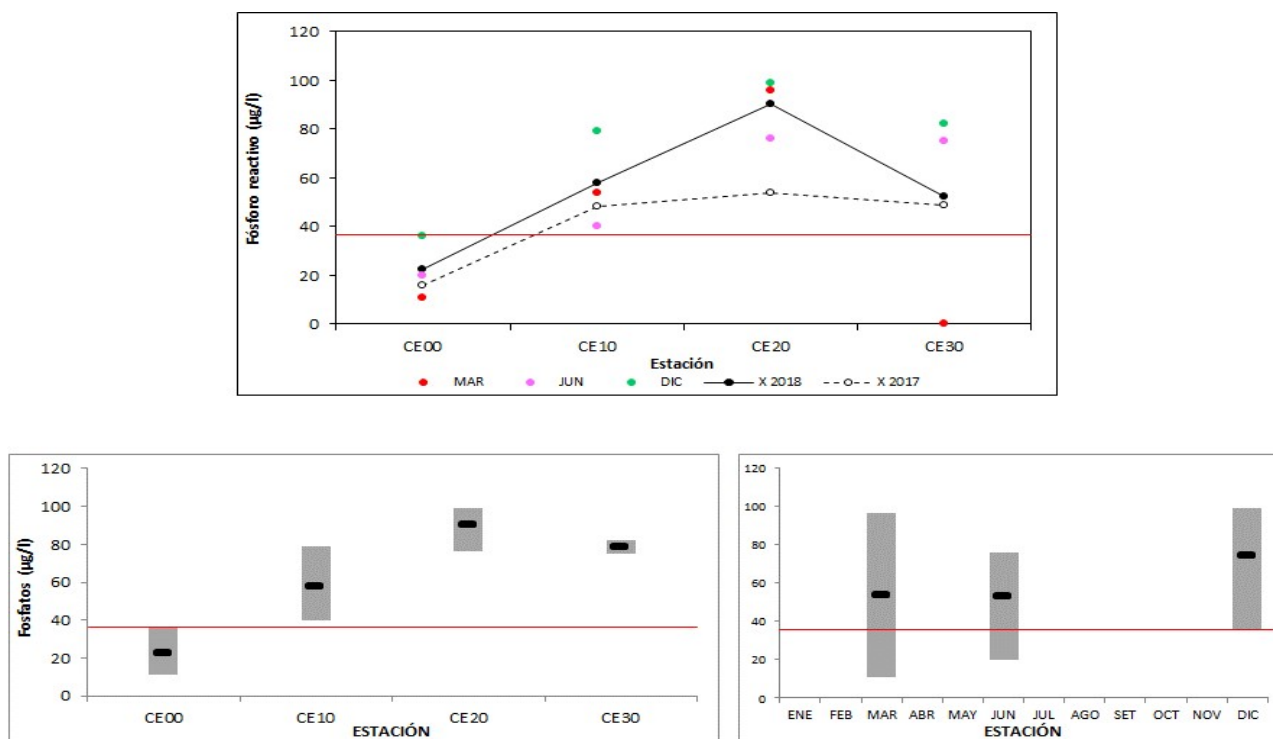 120
100
80
60
40
20
0
Fósforo reactivo (µg/l)
CE00 CE10 CE20 CE30
Estación
MAR JUN DIC X 2018 X 2017
120
100
80
60
40
20
0
Fosfatos (µg/l)
CE00 CE10 CE20 CE30
ESTACIÓN
120
100
80
60
40
20
0
ENE FEB MAR ABR MAY JUN JUL AGO SET OCT NOV DIC
ESTACIÓN